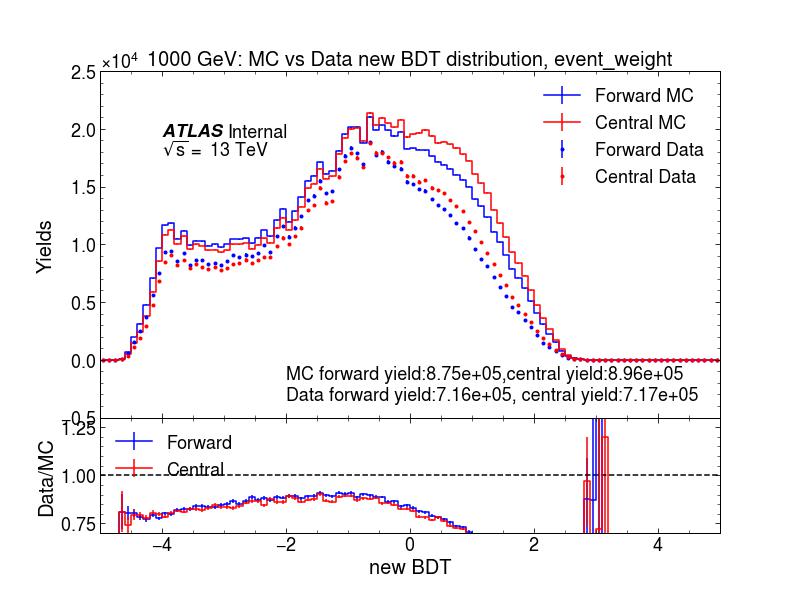 ×10⁴ 1000 GeV: MC vs Data new BDT distribution, event_weight
2.5
2.0
1.5
1.0
0.5
0.0
0.5
Yields
ATLAS Internal
√s = 13 TeV
Forward MC
Central MC
Forward Data
Central Data
MC forward yield:8.75e+05,central yield:8.96e+05
Data forward yield:7.16e+05, central yield:7.17e+05
1.25
1.00
0.75
Data/MC
Forward
Central
−4 −2 0 2 4
new BDT